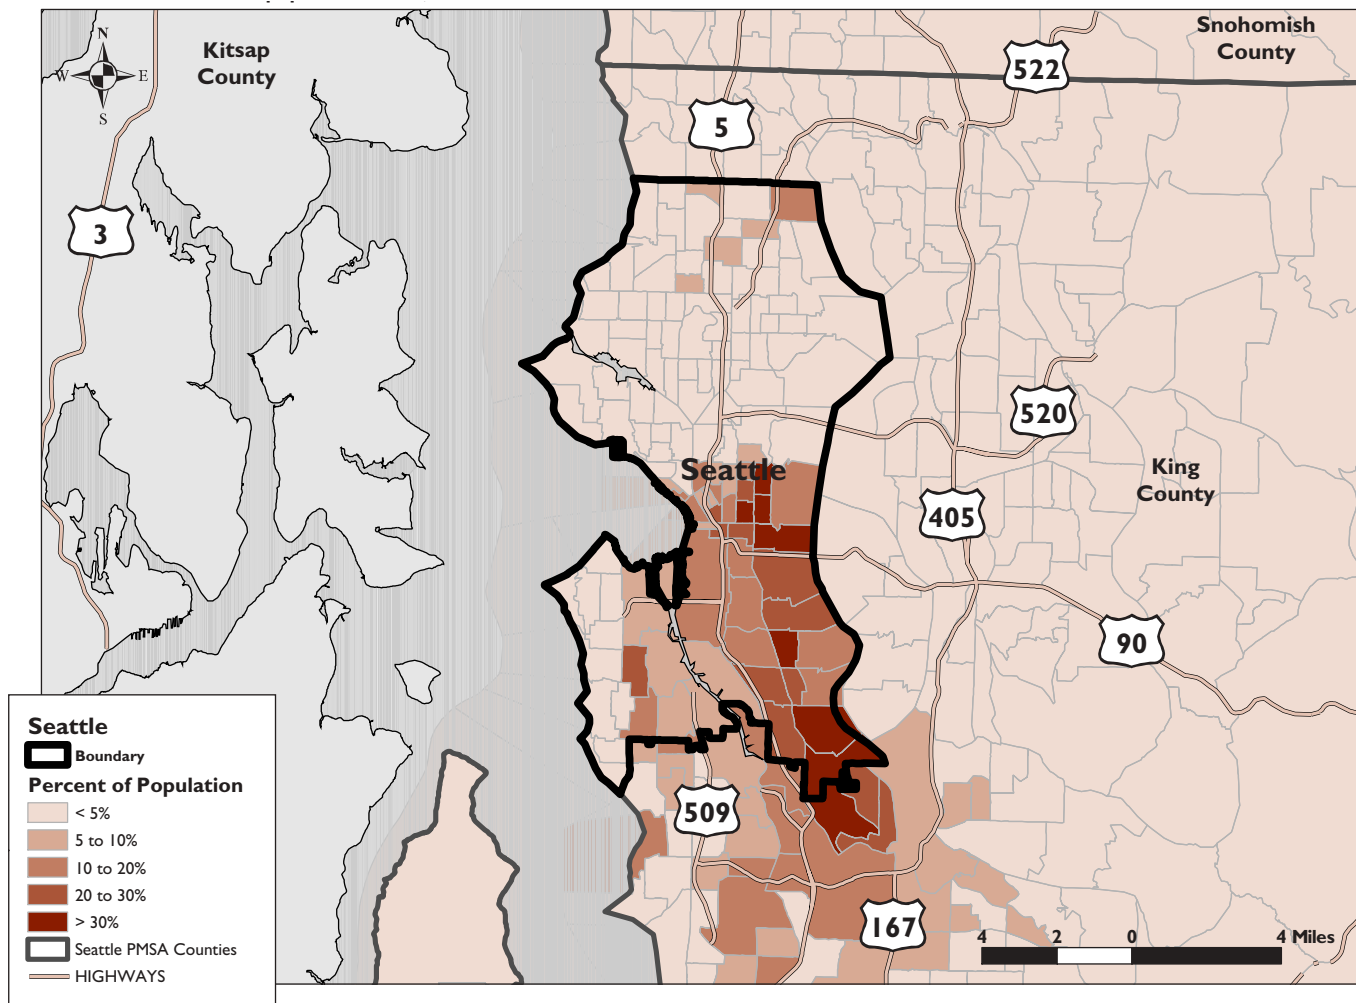 Snohomish
County
Kitsap
County
N
W
E
S
522
5
3
520
Seattle
King
County
405
90
Seattle
Boundary
Percent of Population
< 5%
5 to 10%
10 to 20%
20 to 30%
> 30%
Seattle PMSA Counties
HIGHWAYS
509
167
4 2 0 4 Miles